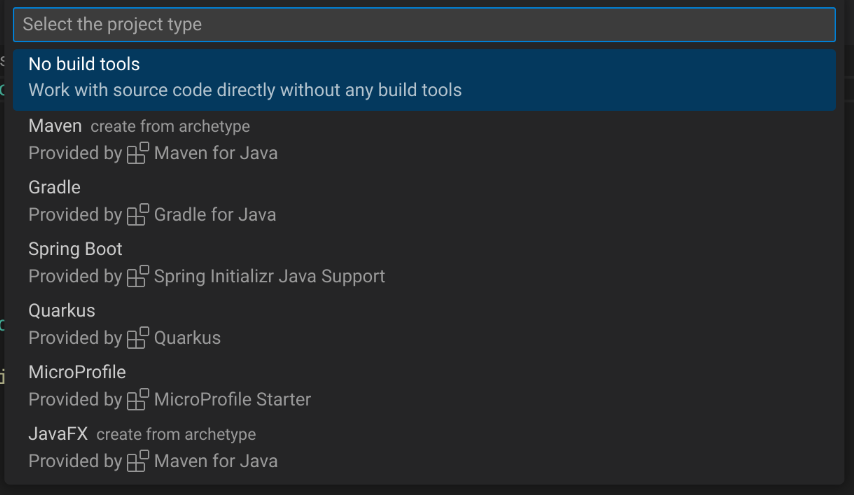 Select the project type
No build tools
Work with source code directly without any build tools
Maven create from archetype
Provided by Maven for Java
Gradle
Provided by Gradle for Java
Spring Boot
Provided by Spring Initializr Java Support
Quarkus
Provided by Quarkus
MicroProfile
Provided by MicroProfile Starter
JavaFX create from archetype
Provided by Maven for Java